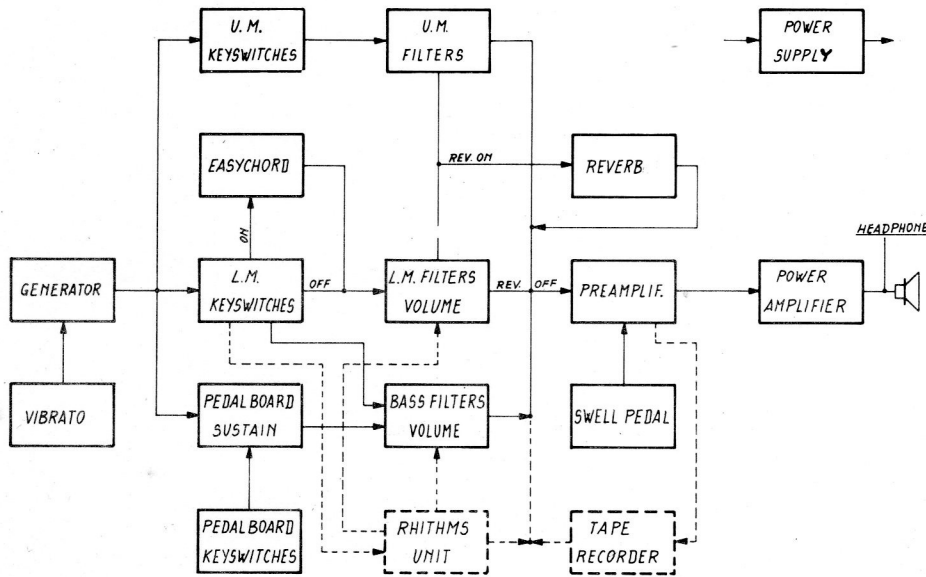 U.M.
KEYSWITCHES
U.M.
FILTERS
POWER
SUPPLY
EASYCHORD
REV. ON
REVERB
ON
HEADPHONE
GENERATOR
L.M.
KEYSWITCHES
OFF
L.M. FILTERS
VOLUME
REV. OFF
PREAMPLIF.
POWER
AMPLIFIER
VIBRATO
PEDALBOARD
SUSTAIN
BASS FILTERS
VOLUME
SWELL PEDAL
PEDALBOARD
KEYSWITCHES
RHITHMS
UNIT
TAPE
RECORDER